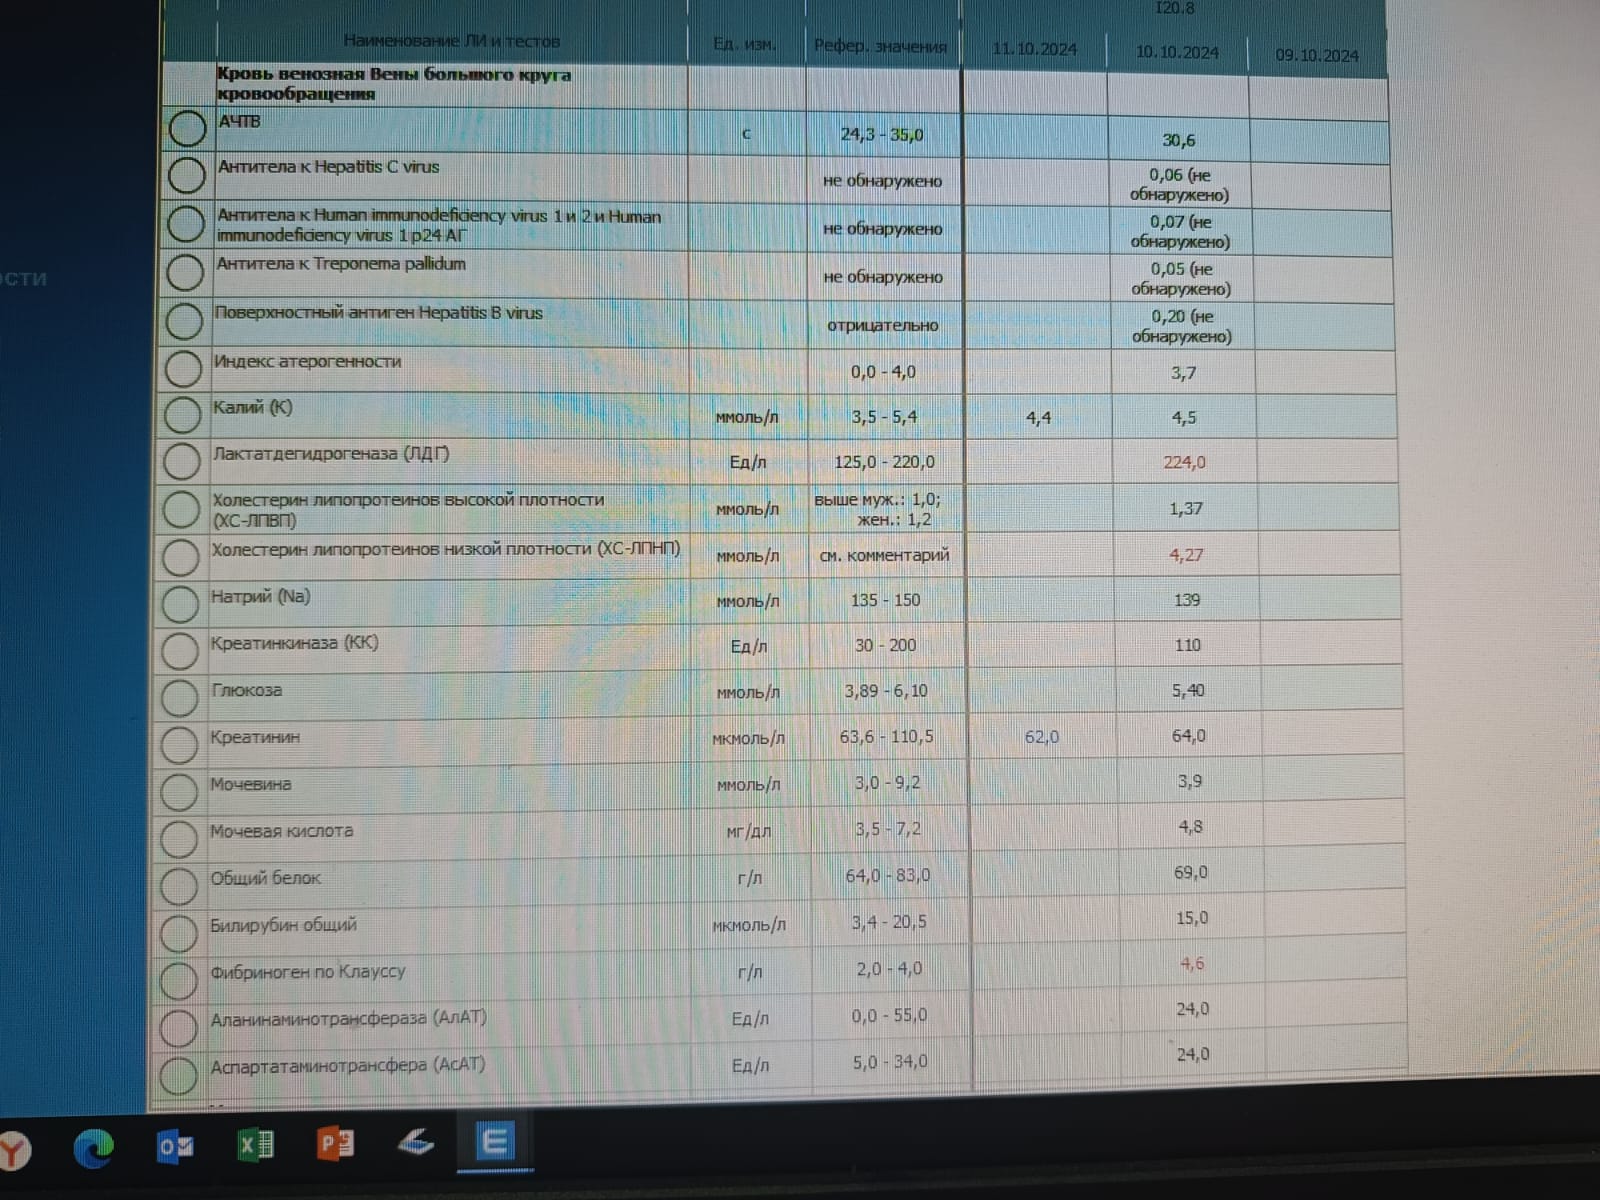 I20.8
Наименование ЛИ и тестов Ед. изм. Рефер. значения 11.10.2024 10.10.2024 09.10.2024
Кровь венозная Вены большого круга
кровообращения
АЧТВ с 24,3 - 35,0 30,6
Антитела к Hepatitis C virus не обнаружено 0,06 (не
обнаружено)
Антитела к Human immunodeficiency virus 1 и 2 и Human
immunodeficiency virus 1 p24 АГ не обнаружено 0,07 (не
обнаружено)
Антитела к Treponema pallidum не обнаружено 0,05 (не
обнаружено)
ости
Поверхностный антиген Hepatitis B virus отрицательно 0,20 (не
обнаружено)
Индекс атерогенности 0,0 - 4,0 3,7
Калий (K) ммоль/л 3,5 - 5,4 4,4 4,5
Лактатдегидрогеназа (ЛДГ) Ед/л 125,0 - 220,0 224,0
Холестерин липопротеинов высокой плотности
(ХС-ЛПВП) ммоль/л выше муж.: 1,0;
жен.: 1,2 1,37
Холестерин липопротеинов низкой плотности (ХС-ЛПНП) ммоль/л см. комментарий 4,27
Натрий (Na) ммоль/л 135 - 150 139
Креатинкиназа (КК) Ед/л 30 - 200 110
Глюкоза ммоль/л 3,89 - 6,10 5,40
Креатинин мкмоль/л 63,6 - 110,5 62,0 64,0
Мочевина ммоль/л 3,0 - 9,2 3,9
Мочевая кислота мг/дл 3,5 - 7,2 4,8
Общий белок г/л 64,0 - 83,0 69,0
Билирубин общий мкмоль/л 3,4 - 20,5 15,0
Фибриноген по Клауссу г/л 2,0 - 4,0 4,6
Аланинаминотрансфераза (АлАТ) Ед/л 0,0 - 55,0 24,0
Аспартатаминотрансфера (АсАТ) Ед/л 5,0 - 34,0 24,0